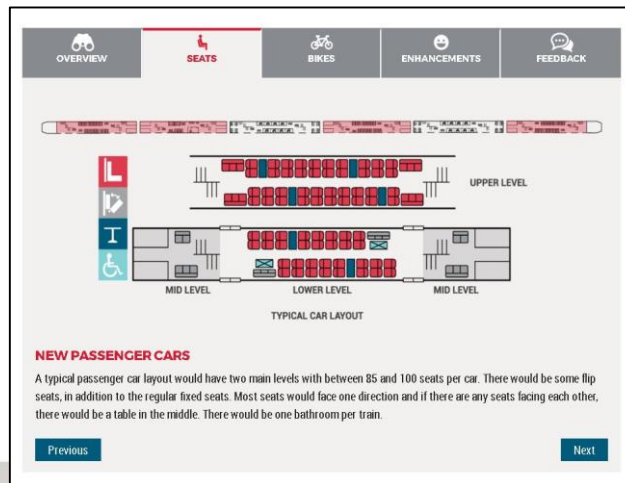 OVERVIEW
SEATS
BIKES
ENHANCEMENTS
FEEDBACK
UPPER LEVEL
MID LEVEL
LOWER LEVEL
MID LEVEL
TYPICAL CAR LAYOUT
NEW PASSENGER CARS
A typical passenger car layout would have two main levels with between 85 and 100 seats per car. There would be some flip
seats, in addition to the regular fixed seats. Most seats would face one direction and if there are any seats facing each other,
there would be a table in the middle. There would be one bathroom per train.
Previous
Next